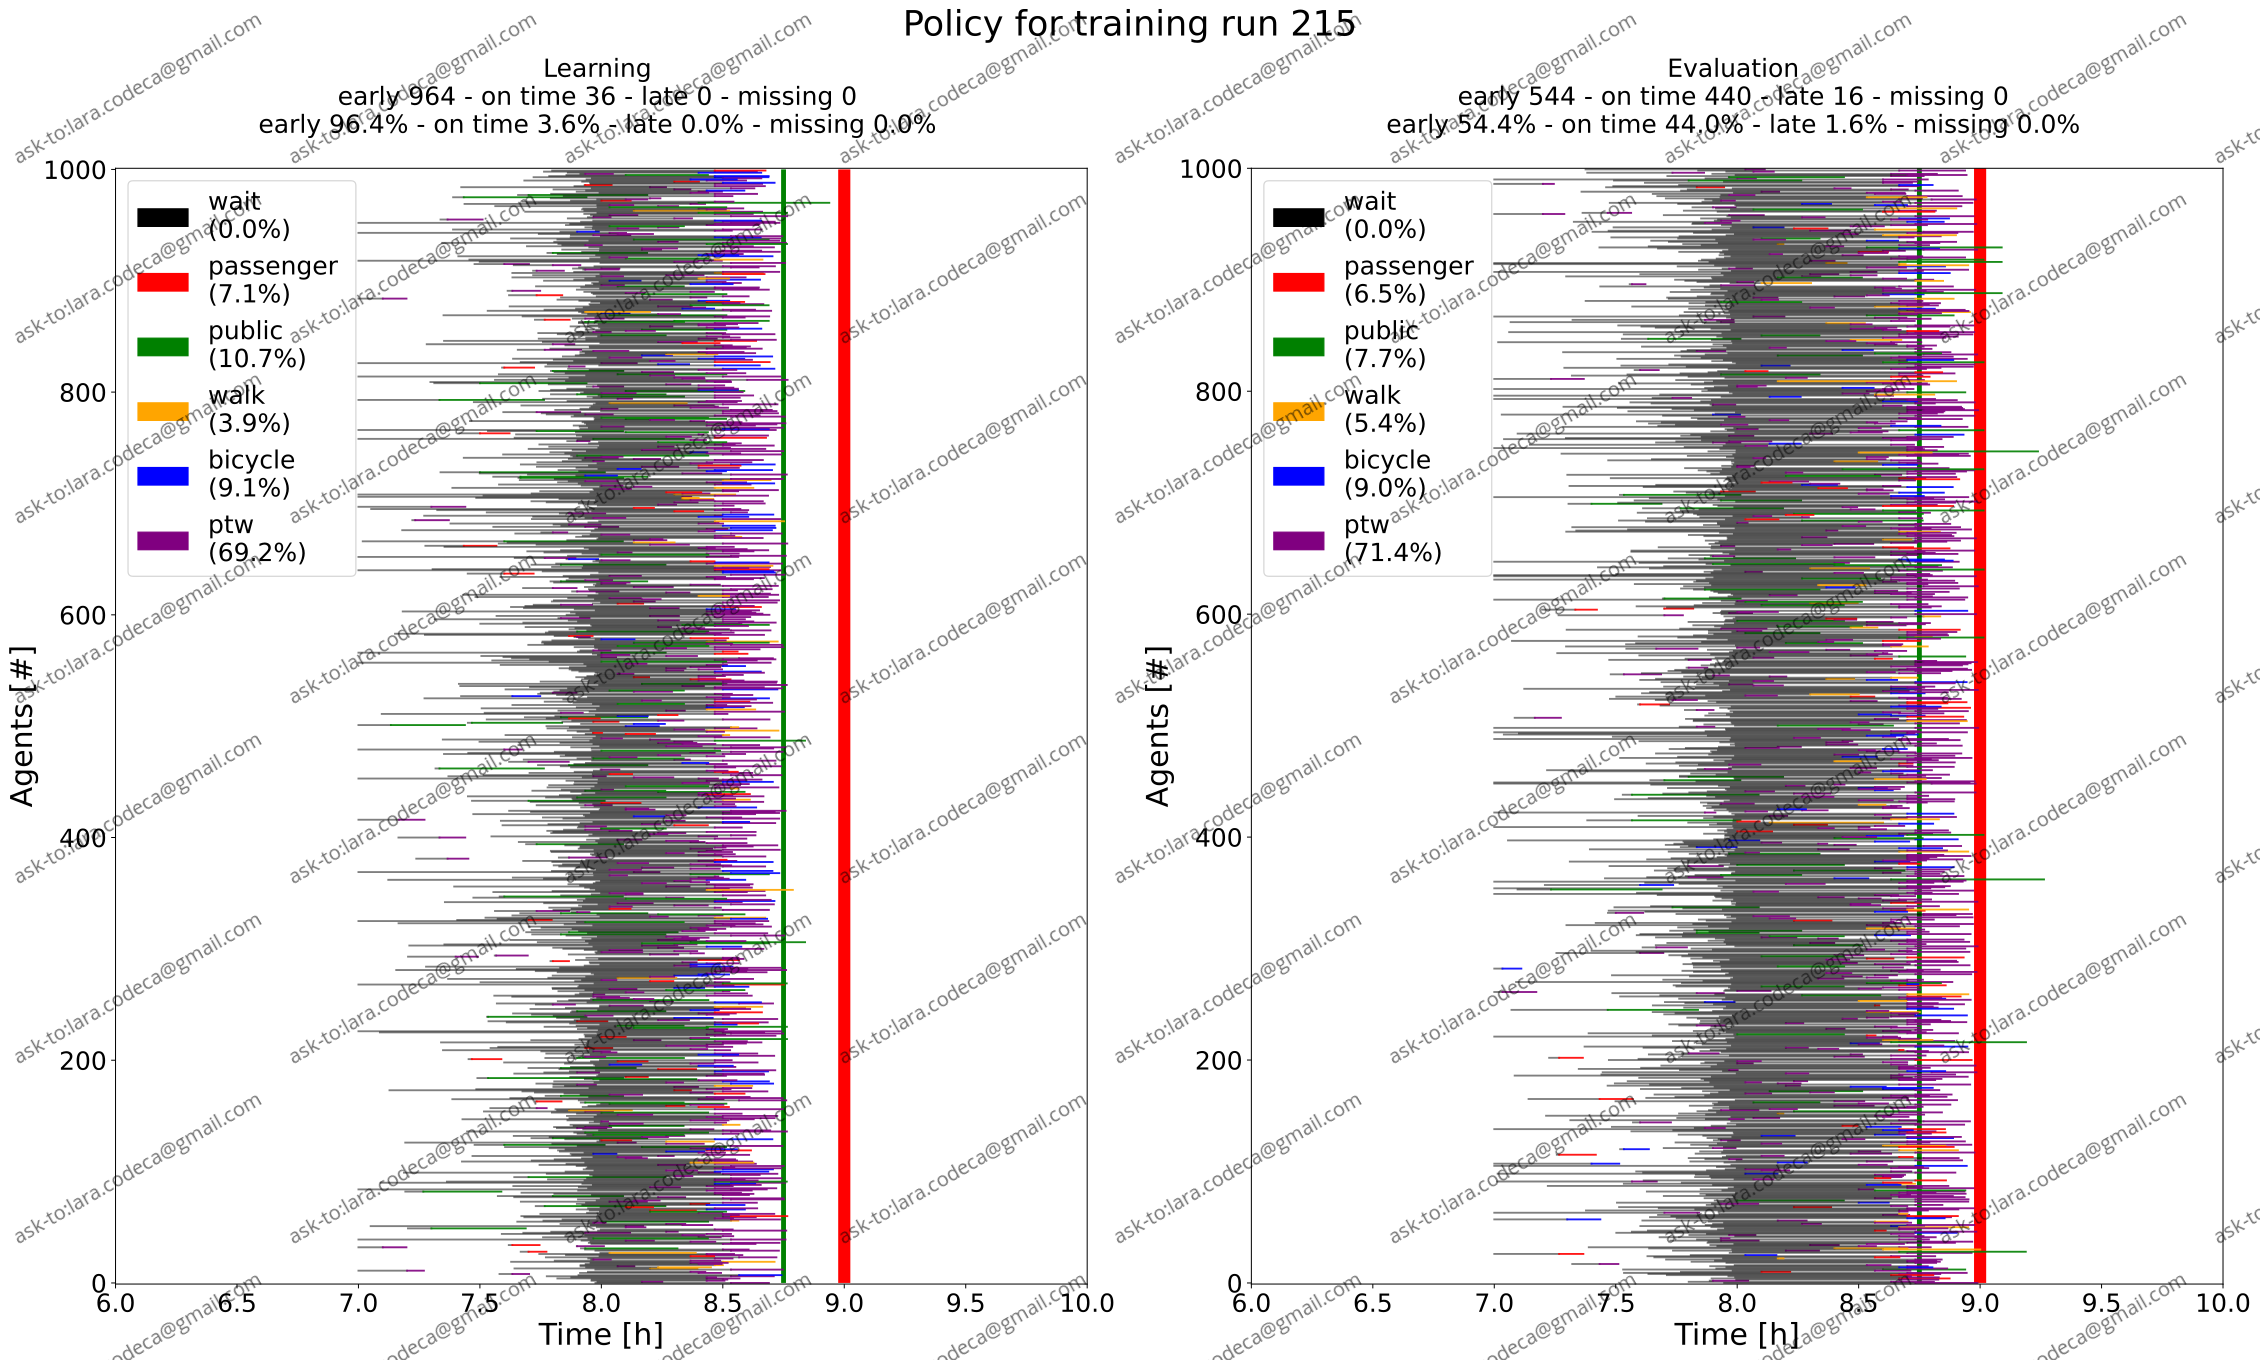 Policy for training run 215
Learning
early 964 - on time 36 - late 0 - missing 0
early 96.4% - on time 3.6% - late 0.0% - missing 0.0%
wait
(0.0%)
passenger
(7.1%)
public
(10.7%)
walk
(3.9%)
bicycle
(9.1%)
ptw
(69.2%)
Agents [#]
1000
800
600
400
200
0
6.0 6.5 7.0 7.5 8.0 8.5 9.0 9.5 10.0
Time [h]
Evaluation
early 544 - on time 440 - late 16 - missing 0
early 54.4% - on time 44.0% - late 1.6% - missing 0.0%
wait
(0.0%)
passenger
(6.5%)
public
(7.7%)
walk
(5.4%)
bicycle
(9.0%)
ptw
(71.4%)
Agents [#]
1000
800
600
400
200
0
6.0 6.5 7.0 7.5 8.0 8.5 9.0 9.5 10.0
Time [h]
ask-to:lara.codeca@gmail.com